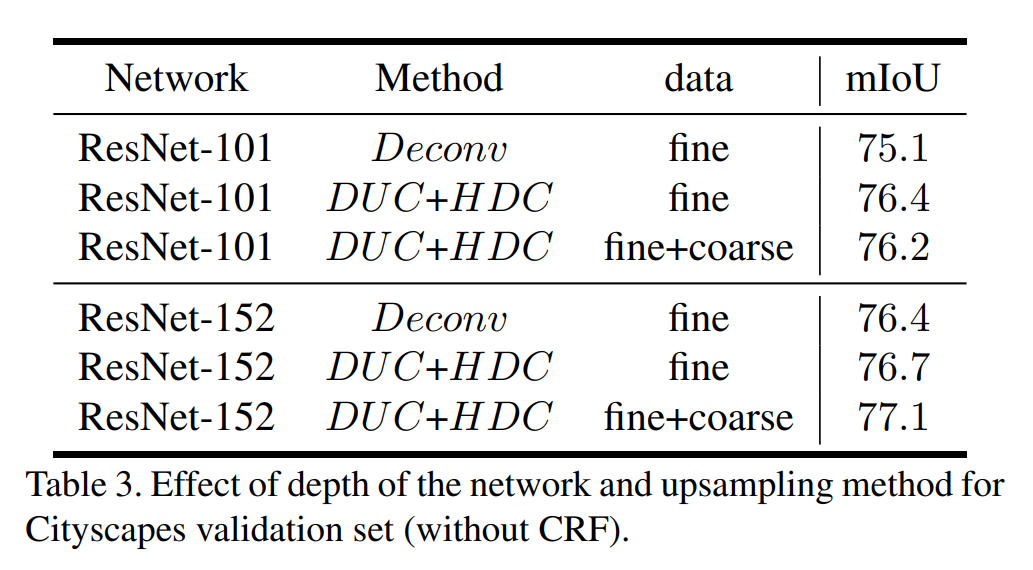 Network Method data mIoU
ResNet-101 Deconv fine 75.1
ResNet-101 DUC+HDC fine 76.4
ResNet-101 DUC+HDC fine+coarse 76.2
ResNet-152 Deconv fine 76.4
ResNet-152 DUC+HDC fine 76.7
ResNet-152 DUC+HDC fine+coarse 77.1
Table 3. Effect of depth of the network and upsampling method for
Cityscapes validation set (without CRF).